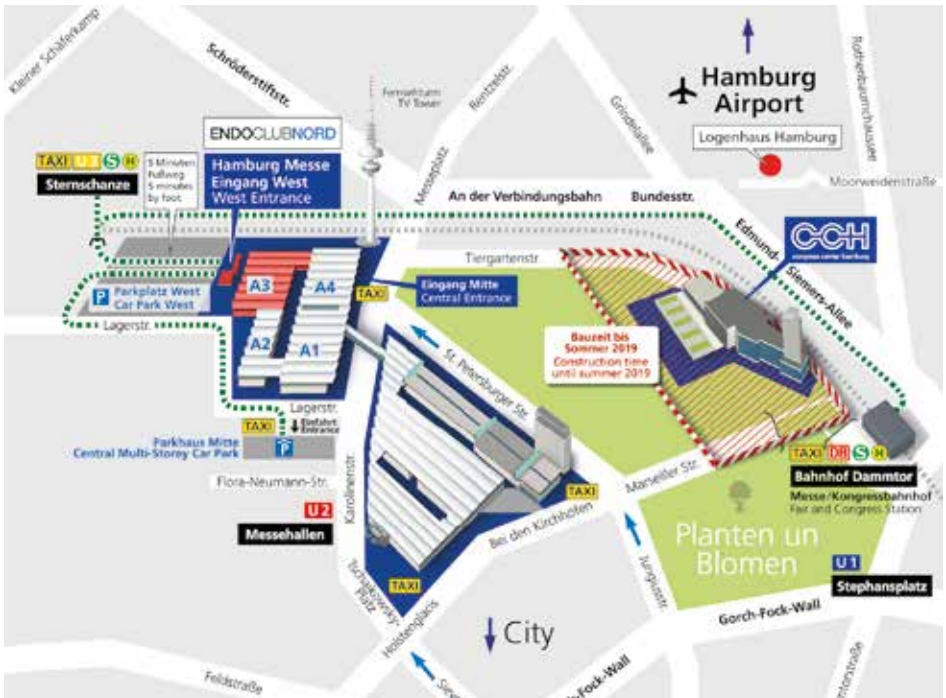 Kleiner Schäferkamp
Schröderstiftstr.
Fernsehturm
TV Tower
Rentzelstr.
Grindelallee
Hamburg
Airport
Rothenbaumchaussee
Logenhaus Hamburg
Moorweidenstraße
ENDOCLUBNORD
TAXI U3 S H
Sternschanze
5 Minuten
Fußweg
5 minutes
by foot
Hamburg Messe
Eingang West
West Entrance
Messeplatz
An der Verbindungsbahn
Bundesstr.
Edmund-Siemers-Allee
CCH
Tiergartenstr
A3
A4
A2
A1
TAXI
Eingang Mitte
Central Entrance
P Parkplatz West
Car Park West
Lagerstr.
Bauzeit bis
Sommer 2019
Construction time
until summer 2019
St. Petersburger Str.
Lagerstr.
TAXI
Einfahrt
Entrance
Parkhaus Mitte
Central Multi-Storey Car Park
P
Flora-Neumann-Str.
Karolinenstr.
U2
Messehallen
TAXI
Bei den Kirchhöfen
Marseiller Str.
TAXI DB S H
Bahnhof Dammtor
Messe/Kongressbahnhof
Fair and Congress Station
Planten un
Blomen
U1
Stephansplatz
TAXI
Tschaikowsky-
Platz
Holstenglacis
Jungiusstr.
Gorch-Fock-Wall
City
Feldstraße
Sieve
h-Fock-Wall
torstraße